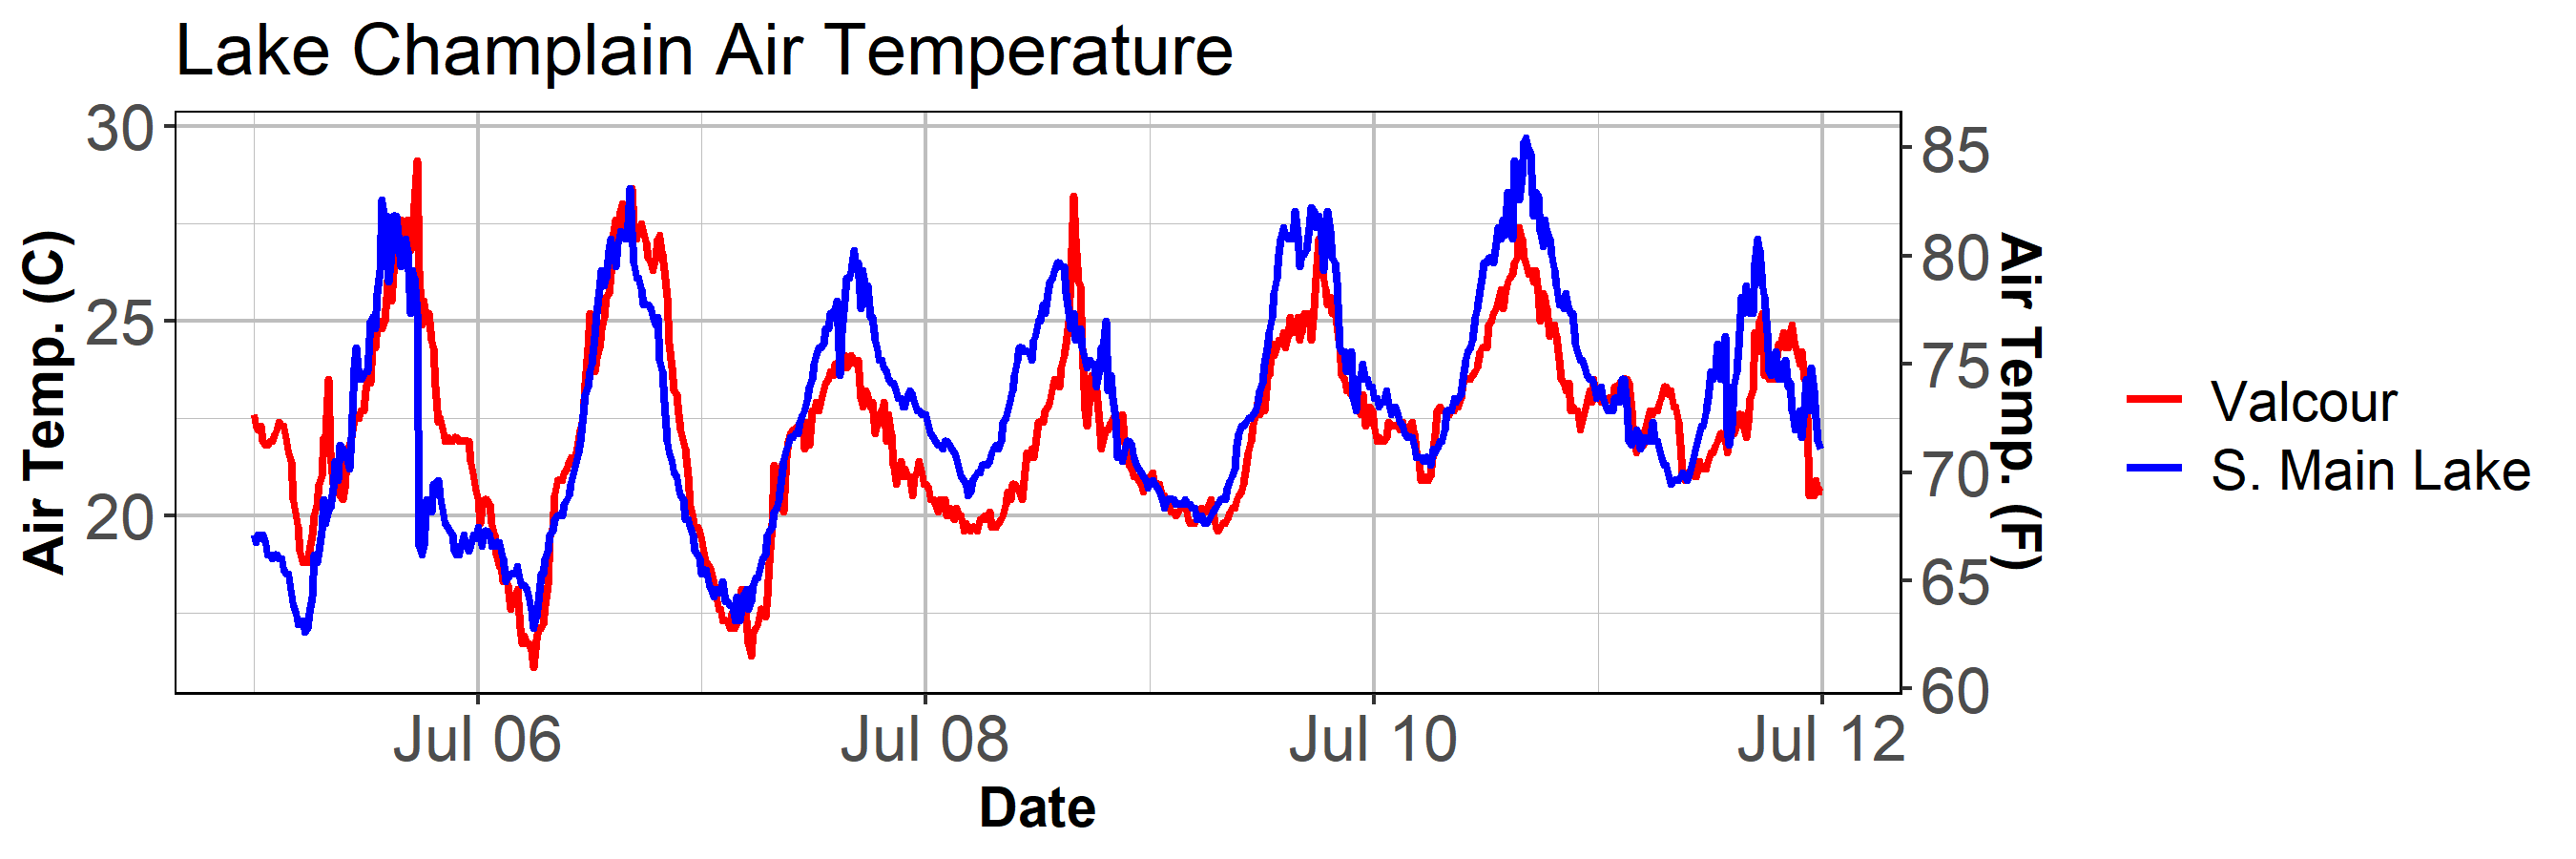 Lake Champlain Air Temperature
30
25
20
Air Temp. (C)
85
80
75
70
65
60
Air Temp. (F)
Jul 06
Jul 08
Jul 10
Jul 12
Date
Valcour
S. Main Lake